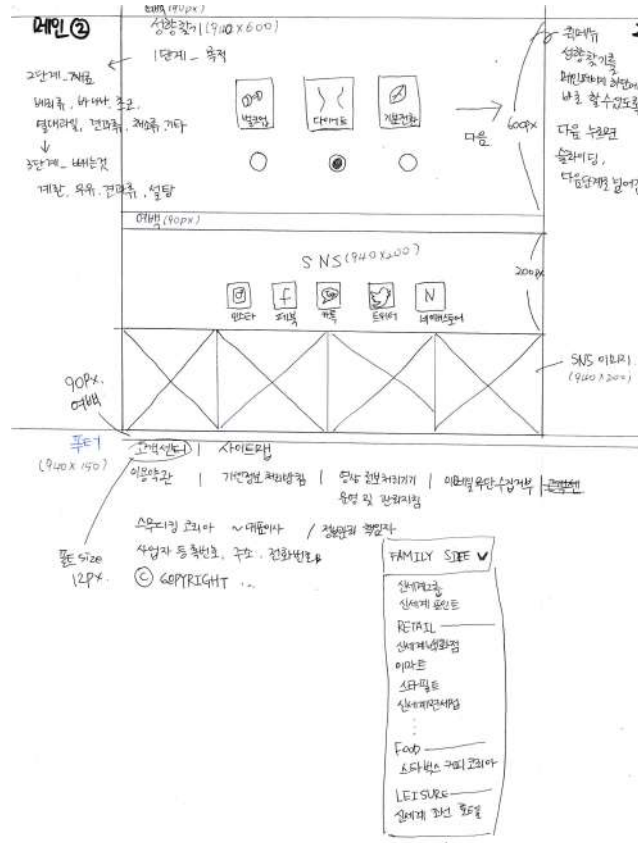 여백(90px)
메인 ②
성향찾기(940x600)
1단계 _ 목적
2단계_재료
베리류, 바나나, 초코,
열대과일, 견과류, 채소류, 기타
3단계_ 빼는것
계란, 우유, 견과류, 설탕
벌크업
다이어트
기분전환
다음
600px
퀵메뉴
성향찾기를
메인페이지 하단에
바로 할수있도록
다음 누르면
슬라이딩,
다음단계로 넘어감
여백(90px)
SNS(940x200)
200px
f
N
인스타
페북
카톡
트위터
네이버스토어
SNS 이미지
(940x200)
90px.
여백
푸터
(940x150)
고객센터 | 사이트맵
이용약관 | 개인정보 처리방침 | 영상정보처리기기 | 이메일무단수집거부 |
운영 및 관리지침
스무디킹 코리아 ~대표이사 / 정보관리 책임자
사업자 등록번호, 주소, 전화번호
ⓒ COPYRIGHT ...
폰트 size
12px.
FAMILY SITE ∨
신세계그룹
신세계 포인트
RETAIL
신세계백화점
이마트
스타필드
신세계면세점
FOOD
스타벅스 커피 코리아
LEISURE
신세계 조선 호텔